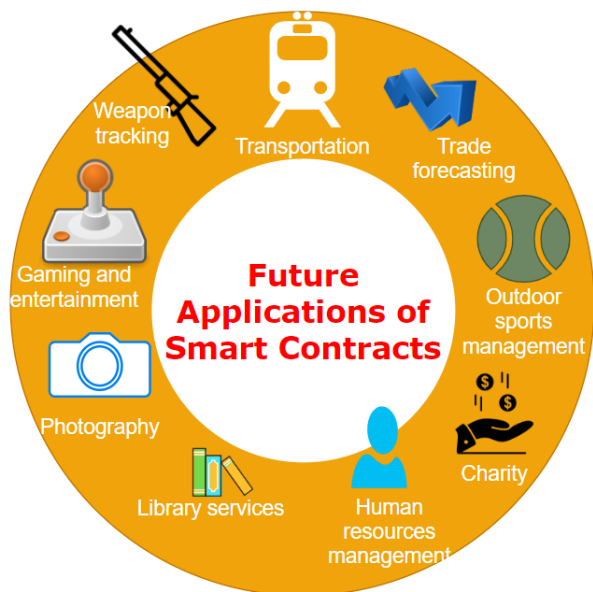 Weapon
tracking
Transportation
Trade
forecasting
Outdoor
sports
management
Charity
Human
resources
management
Library services
Photography
Gaming and
entertainment
Future
Applications of
Smart Contracts
$
$